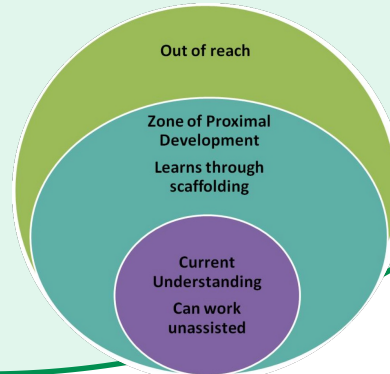 Out of reach
Zone of Proximal
Development
Learns through
scaffolding
Current
Understanding
Can work
unassisted